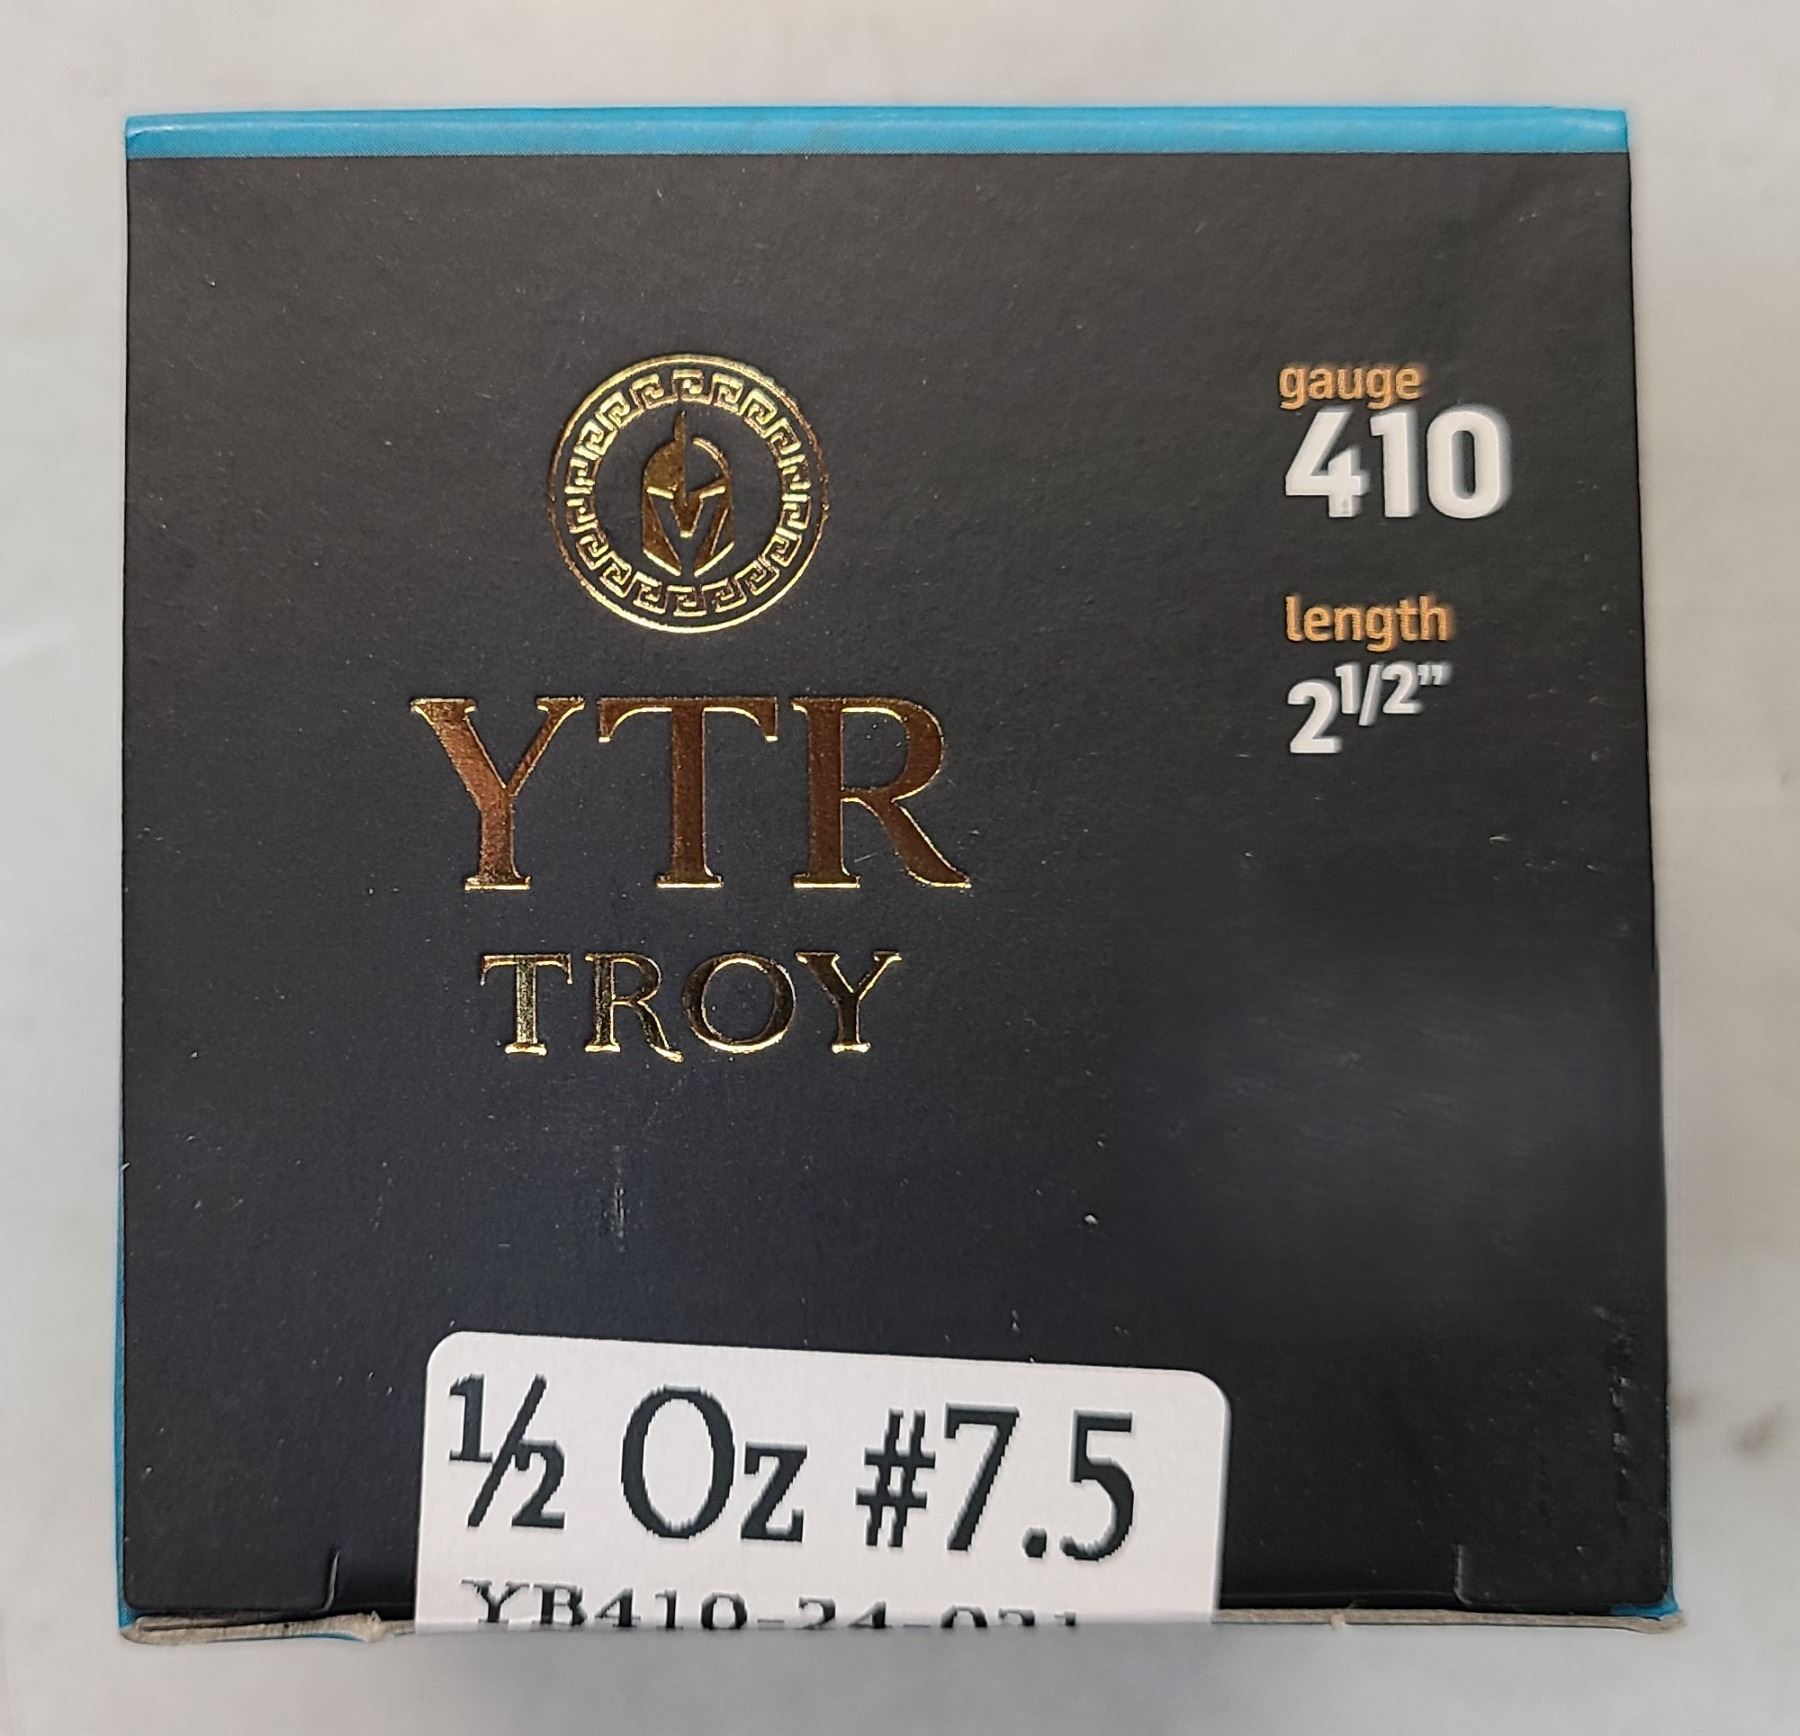 gauge
410
length
2 1/2"
YTR
TROY
½ Oz #7.5